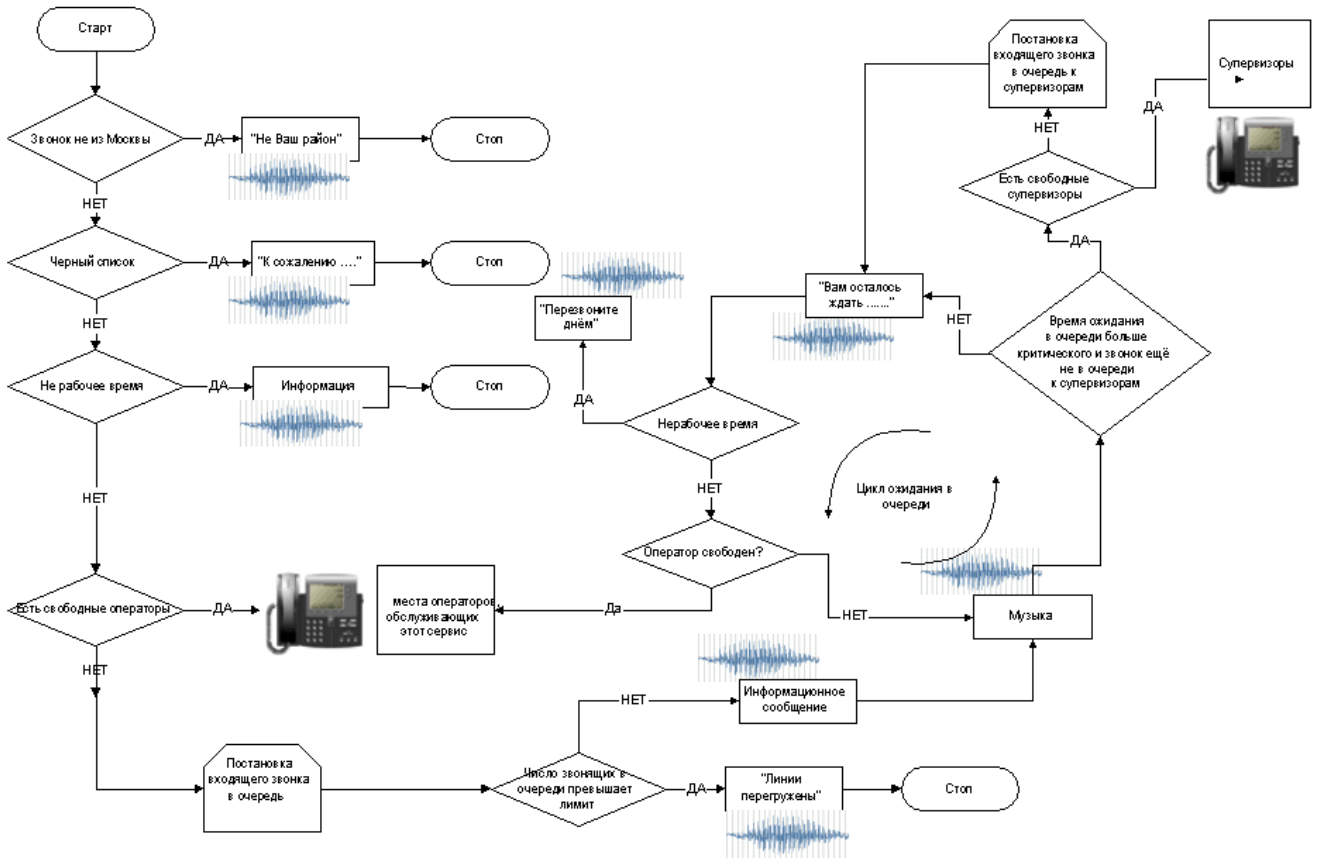 Старт
Звонок не из Москвы
ДА
"Не Ваш район"
Стоп
НЕТ
Черный список
ДА
"К сожалению ...."
Стоп
НЕТ
Не рабочее время
ДА
Информация
Стоп
НЕТ
Есть свободные операторы
ДА
места операторов,
обслуживающих
этот сервис
НЕТ
Постановка
входящего звонка
в очередь
Число звонящих в
очереди превышает
лимит
ДА
"Линии
перегружены"
Стоп
НЕТ
Информационное
сообщение
Музыка
Время ожидания
в очереди больше
критического и звонок ещё
не в очереди
к супервизорам
ДА
Есть свободные
супервизоры
ДА
Супервизоры
НЕТ
Постановка
входящего звонка
в очередь к
супервизорам
НЕТ
"Вам осталось
ждать ......."
Нерабочее время
ДА
"Перезвоните
днём"
НЕТ
Оператор свободен?
Да
НЕТ
Цикл ожидания в
очереди